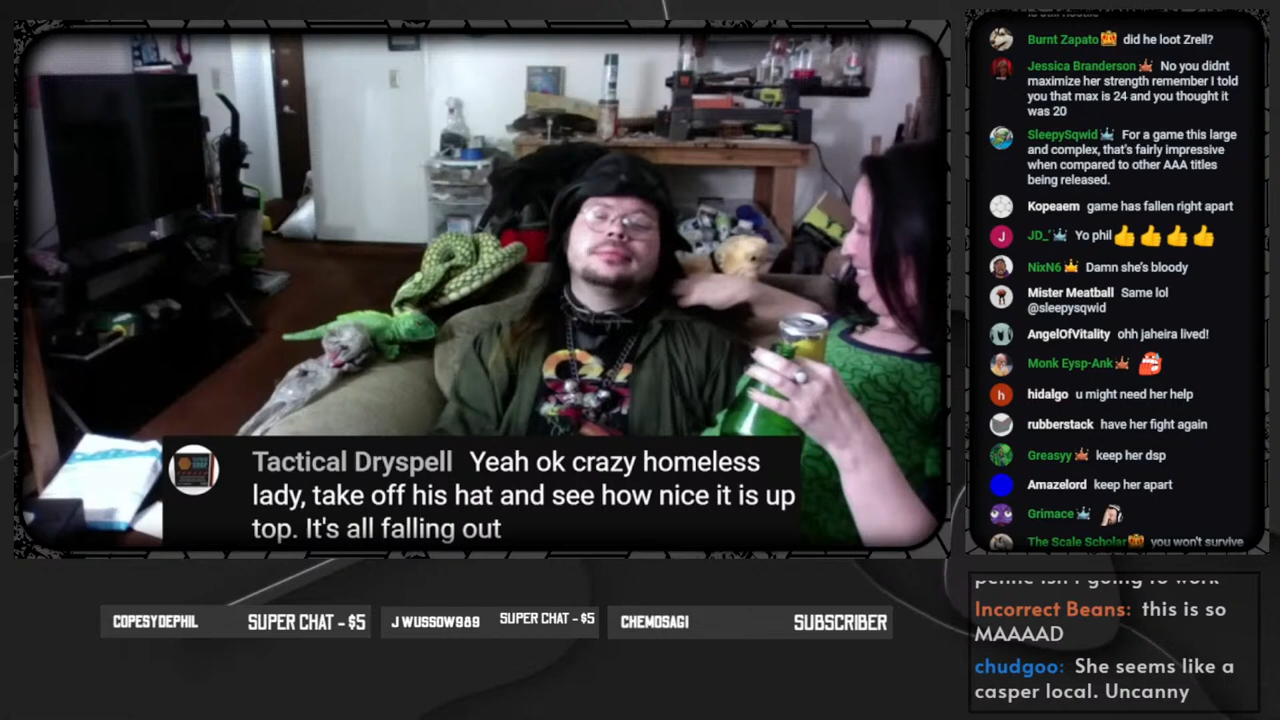 Tactical Dryspell Yeah ok crazy homeless
lady, take off his hat and see how nice it is up
top. It's all falling out
COPESYDEPHIL SUPER CHAT - $5
J WUSSOW989 SUPER CHAT - $5
CHEMOSAGI SUBSCRIBER
Burnt Zapato did he loot Zrell?
Jessica Branderson No you didnt
maximize her strength remember I told
you that max is 24 and you thought it
was 20
SleepySqwid For a game this large
and complex, that's fairly impressive
when compared to other AAA titles
being released.
Kopeaem game has fallen right apart
JD_' Yo phil👍👍👍👍
NixN6 Damn she's bloody
Mister Meatball Same lol
@sleepysqwid
AngelOfVitality ohh jaheira lived!
Monk Eysp-Ank
hidalgo u might need her help
rubberstack have her fight again
Greasyy keep her dsp
Amazelord keep her apart
Grimace
The Scale Scholar you won't survive
Incorrect Beans: this is so
MAAAAD
chudgoo: She seems like a
casper local. Uncanny